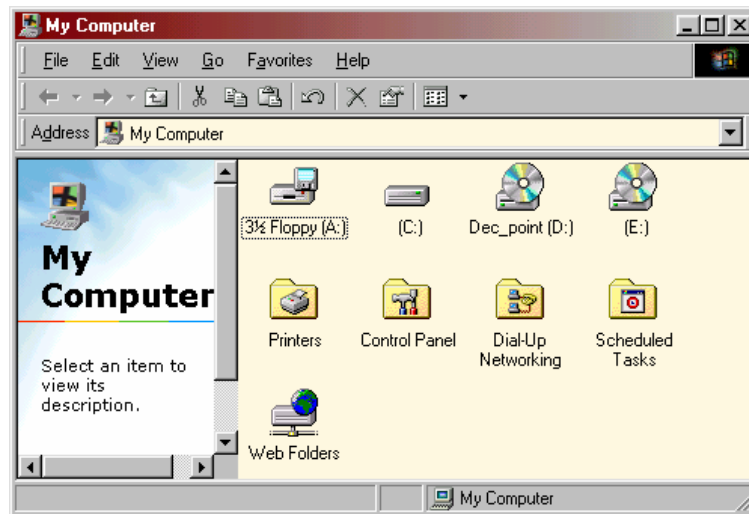 My Computer
File Edit View Go Favorites Help
Address My Computer
My
Computer
Select an item to
view its
description.
3½ Floppy (A:) (C:) Dec_point (D:) (E:)
Printers Control Panel Dial-Up
Networking Scheduled
Tasks
Web Folders
My Computer